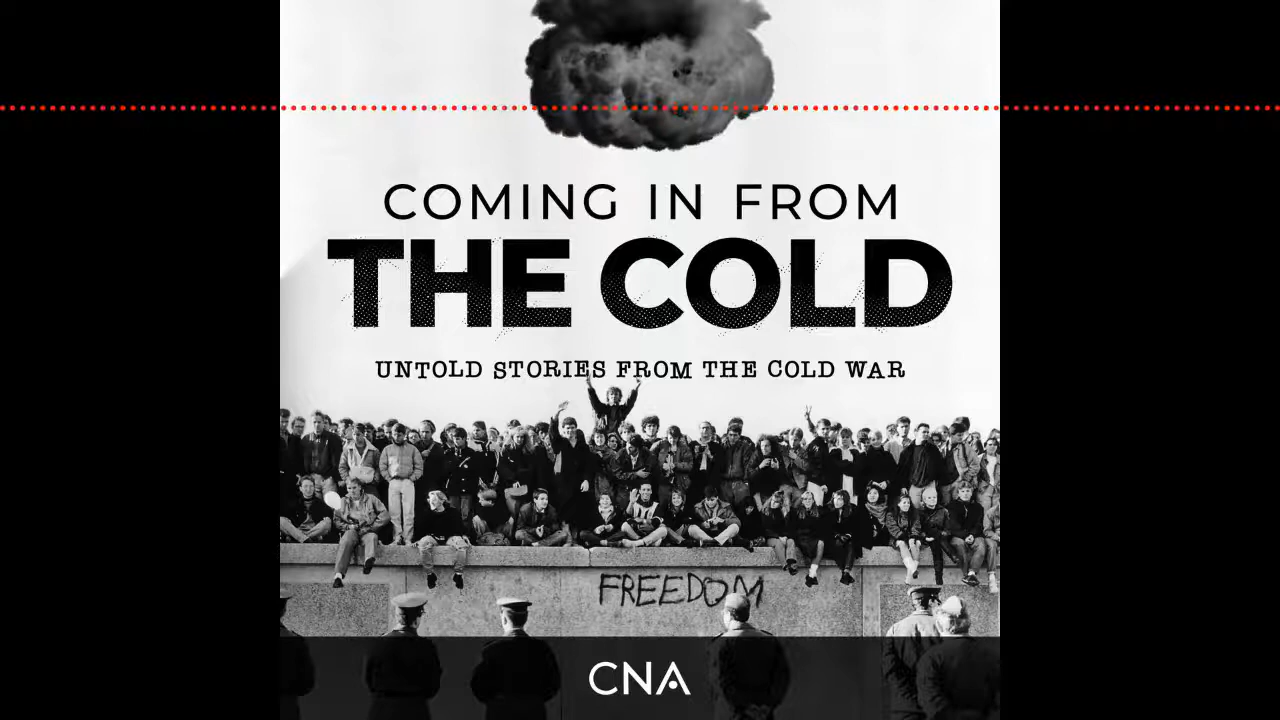 COMING IN FROM
THE COLD
UNTOLD STORIES FROM THE COLD WAR
FREEDOM
CNA